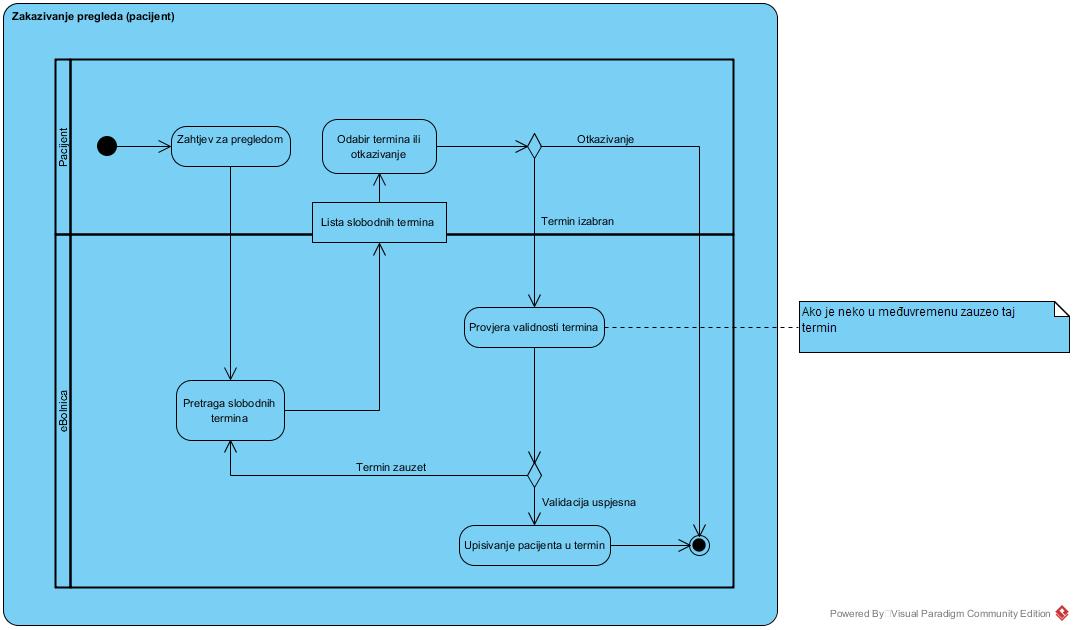 Zakazivanje pregleda (pacijent)
Pacijent
Zahtjev za pregledom
Odabir termina ili
otkazivanje
Otkazivanje
Lista slobodnih termina
Termin izabran
eBolnica
Provjera validnosti termina
Ako je neko u međuvremenu zauzeo taj
termin
Pretraga slobodnih
termina
Termin zauzet
Validacija uspjesna
Upisivanje pacijenta u termin
Powered By Visual Paradigm Community Edition